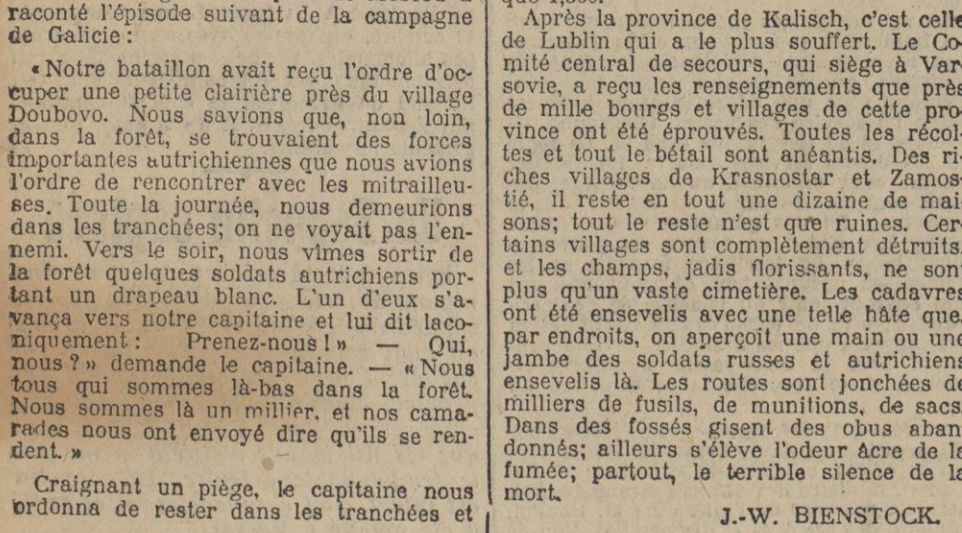 raconté l'épisode suivant de la campagne
de Galicie :
« Notre bataillon avait reçu l'ordre d'oc-
cuper une petite clairière près du village
Doubovo. Nous savions que, non loin,
dans la forêt, se trouvaient des forces
importantes autrichiennes que nous avions
l'ordre de rencontrer avec les mitrailleu-
ses. Toute la journée, nous demeurions
dans les tranchées; on ne voyait pas l'en-
nemi. Vers le soir, nous vîmes sortir de
la forêt quelques soldats autrichiens por-
tant un drapeau blanc. L'un d'eux s'a-
vança vers notre capitaine et lui dit laco-
niquement : Prenez-nous ! » — Qui,
nous ? » demande le capitaine. — « Nous
tous qui sommes là-bas dans la forêt.
Nous sommes là un millier, et nos cama-
rades nous ont envoyé dire qu'ils se ren-
dent. »
Craignant un piège, le capitaine nous
ordonna de rester dans les tranchées et
Après la province de Kalisch, c'est celle
de Lublin qui a le plus souffert. Le Co-
mité central de secours, qui siège à Var-
sovie, a reçu les renseignements que près
de mille bourgs et villages de cette pro-
vince ont été éprouvés. Toutes les récol-
tes et tout le bétail sont anéantis. Des ri-
ches villages de Krasnostar et Zamos-
tié, il reste en tout une dizaine de mai-
sons; tout le reste n'est que ruines. Cer-
tains villages sont complètement détruits,
et les champs, jadis florissants, ne sont
plus qu'un vaste cimetière. Les cadavres
ont été ensevelis avec une telle hâte que,
par endroits, on aperçoit une main ou une
jambe des soldats russes et autrichiens
ensevelis là. Les routes sont jonchées de
milliers de fusils, de munitions, de sacs.
Dans des fossés gisent des obus aban-
donnés; ailleurs s'élève l'odeur âcre de la
fumée; partout, le terrible silence de la
mort.
J.-W. BIENSTOCK.